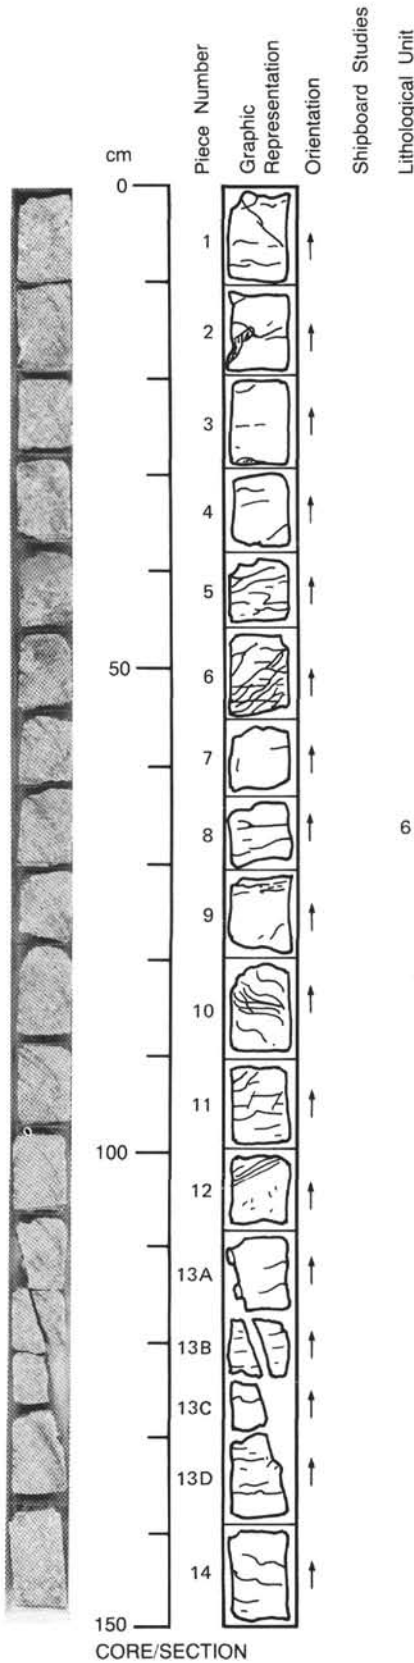 Piece Number
Graphic
Representation
Orientation
Shipboard Studies
Lithological Unit
cm
0
1
2
3
4
5
50
6
7
8
6
9
10
11
100
12
13A
13B
13C
13D
14
150
CORE/SECTION